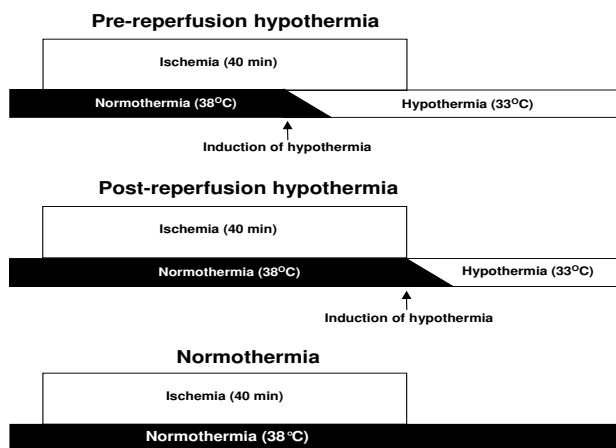 Pre-reperfusion hypothermia
Ischemia (40 min)
Normothermia (38°C) Hypothermia (33°C)
Induction of hypothermia
Post-reperfusion hypothermia
Ischemia (40 min)
Normothermia (38°C) Hypothermia (33°C)
Induction of hypothermia
Normothermia
Ischemia (40 min)
Normothermia (38°C)